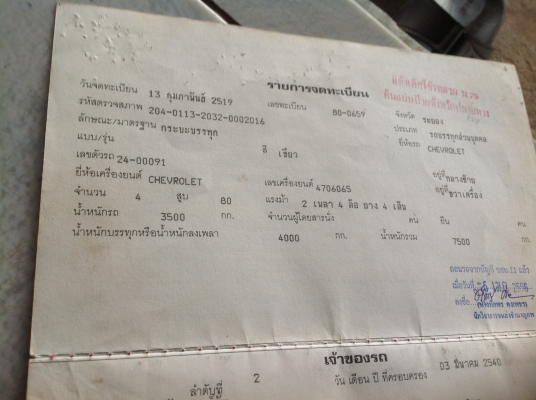 รายการจดทะเบียน
วันจดทะเบียน 13 กุมภาพันธ์ 2519 เลขทะเบียน 80-0659 จังหวัด ระยอง
รหัสตรวจสภาพ 204-0113-2032-0002016 ประเภท รถบรรทุกส่วนบุคคล
ลักษณะ/มาตรฐาน กระบะบรรทุก ยี่ห้อรถ CHEVROLET
แบบ/รุ่น สี เขียว
เลขตัวรถ 24-00091 อยู่ที่ กลางซ้าย
ยี่ห้อเครื่องยนต์ CHEVROLET เลขเครื่องยนต์ 4706065 อยู่ที่ ขวาเครื่อง
จำนวน 4 สูบ 80 แรงม้า 2 เพลา 4 ล้อ ยาง 4 เส้น
น้ำหนักรถ 3500 กก. จำนวนผู้โดยสารนั่ง คน ยืน คน
น้ำหนักบรรทุกหรือน้ำหนักลงเพลา 4000 กก. น้ำหนักรวม 7500 กก.
เจ้าของรถ
ลำดับที่ 2 วัน เดือน ปี ที่ครอบครอง 03 มีนาคม 2540